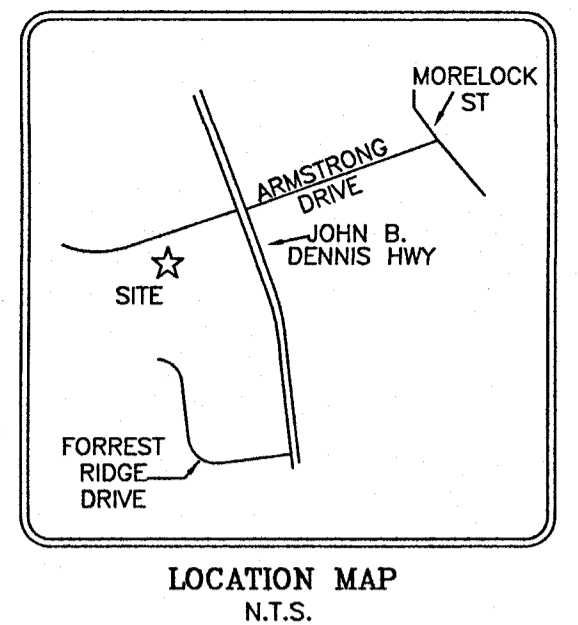 MORELOCK
ST
ARMSTRONG
DRIVE
JOHN B.
DENNIS HWY
SITE
FORREST
RIDGE
DRIVE
LOCATION MAP
N.T.S.